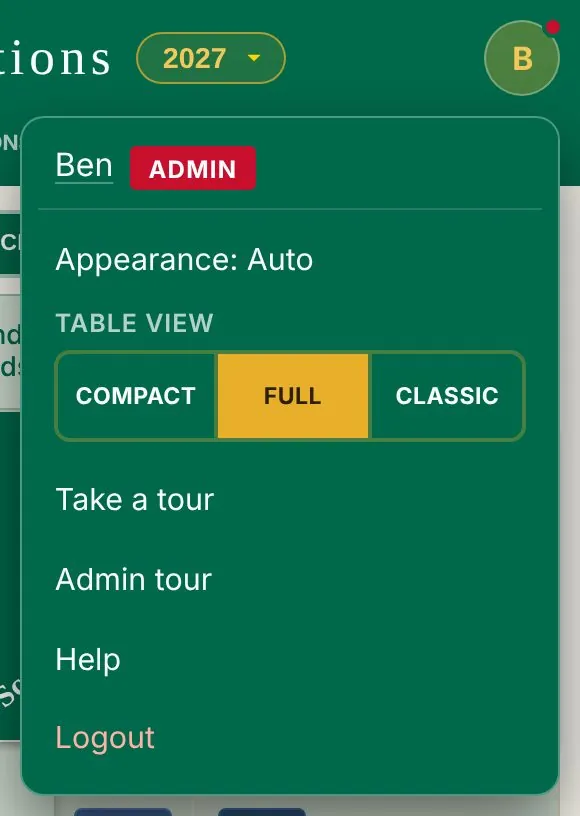 tions 2027 B
Ben ADMIN
Appearance: Auto
TABLE VIEW
COMPACT FULL CLASSIC
Take a tour
Admin tour
Help
Logout